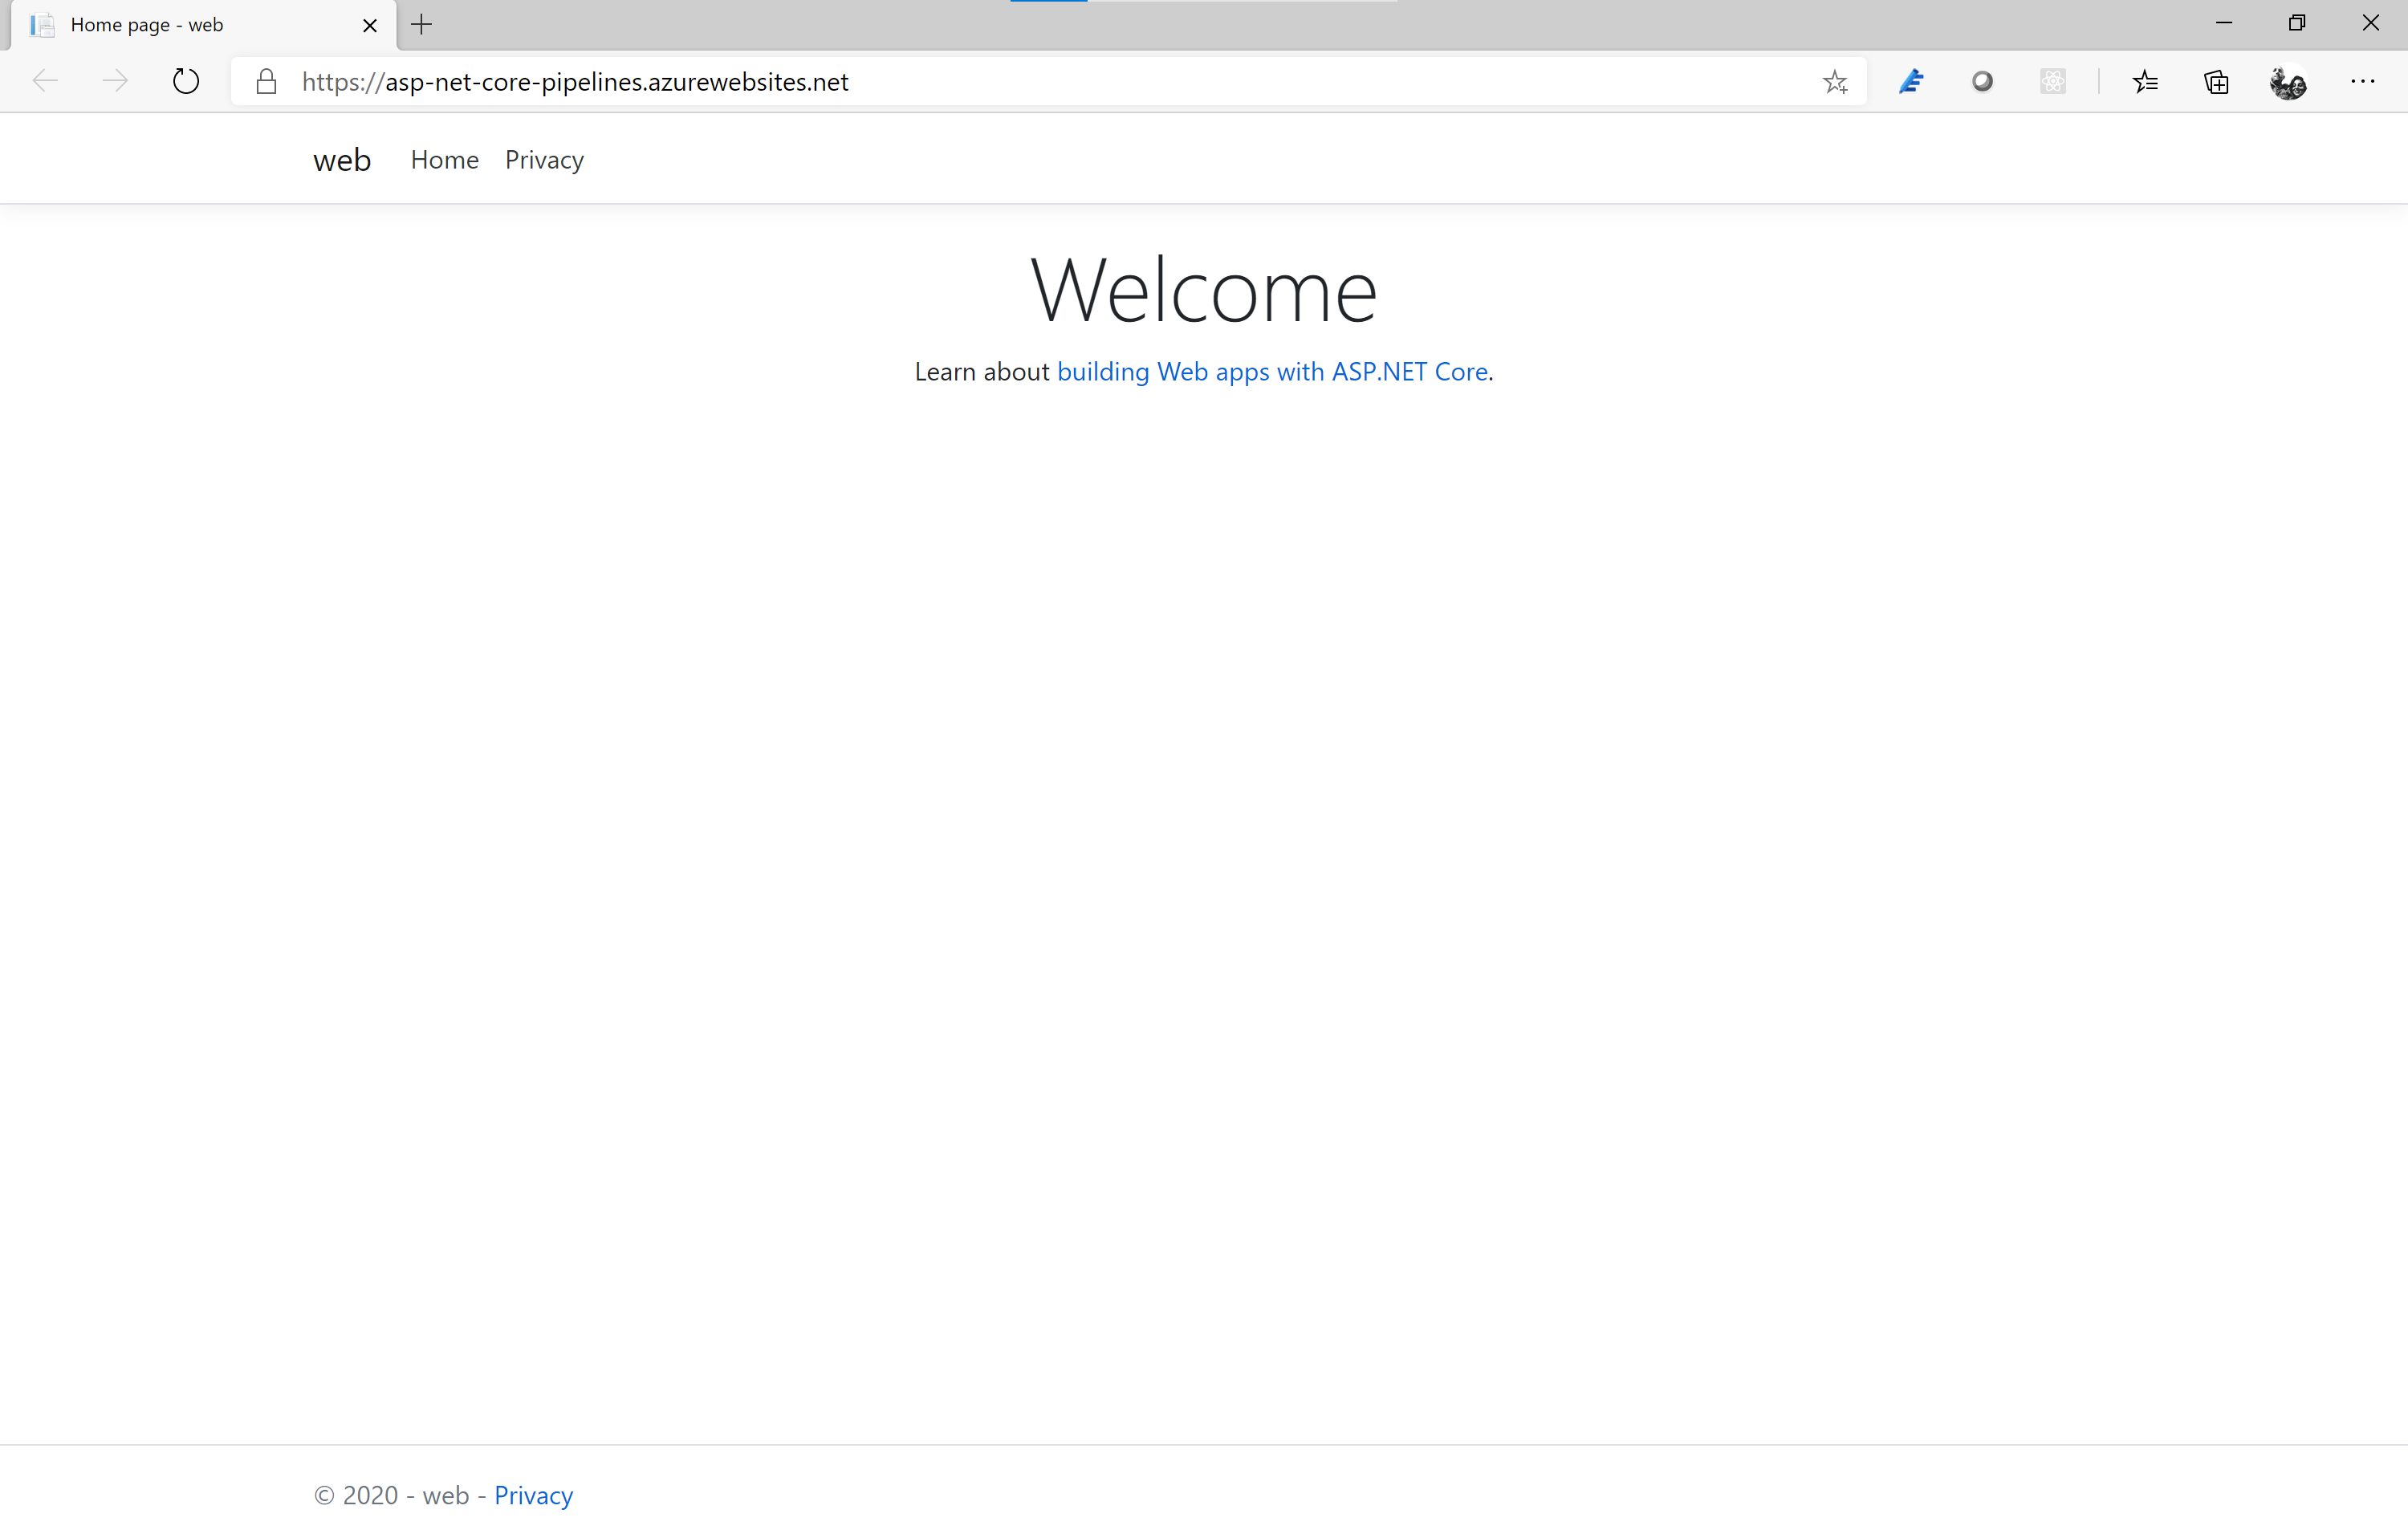 Home page - web
https://asp-net-core-pipelines.azurewebsites.net
web Home Privacy
Welcome
Learn about building Web apps with ASP.NET Core.
© 2020 - web - Privacy